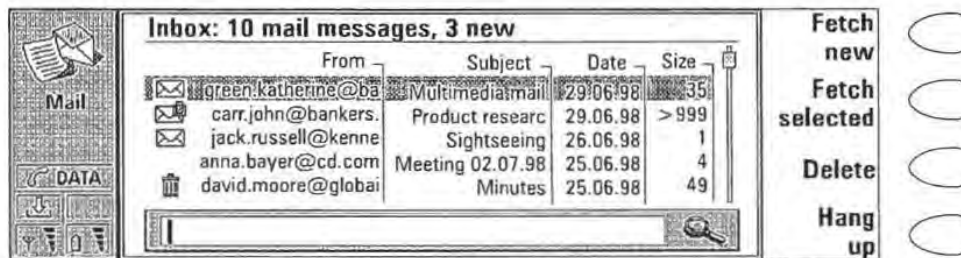 Inbox: 10 mail messages, 3 new
From Subject Date Size
green.katherine@ba Multimedia mail 29.06.98 35
carr.john@bankers. Product researc 29.06.98 >999
jack.russell@kenne Sightseeing 26.06.98 1
anna.bayer@cd.com Meeting 02.07.98 25.06.98 4
david.moore@globai Minutes 25.06.98 49
Mail
DATA
Fetch
new
Fetch
selected
Delete
Hang
up